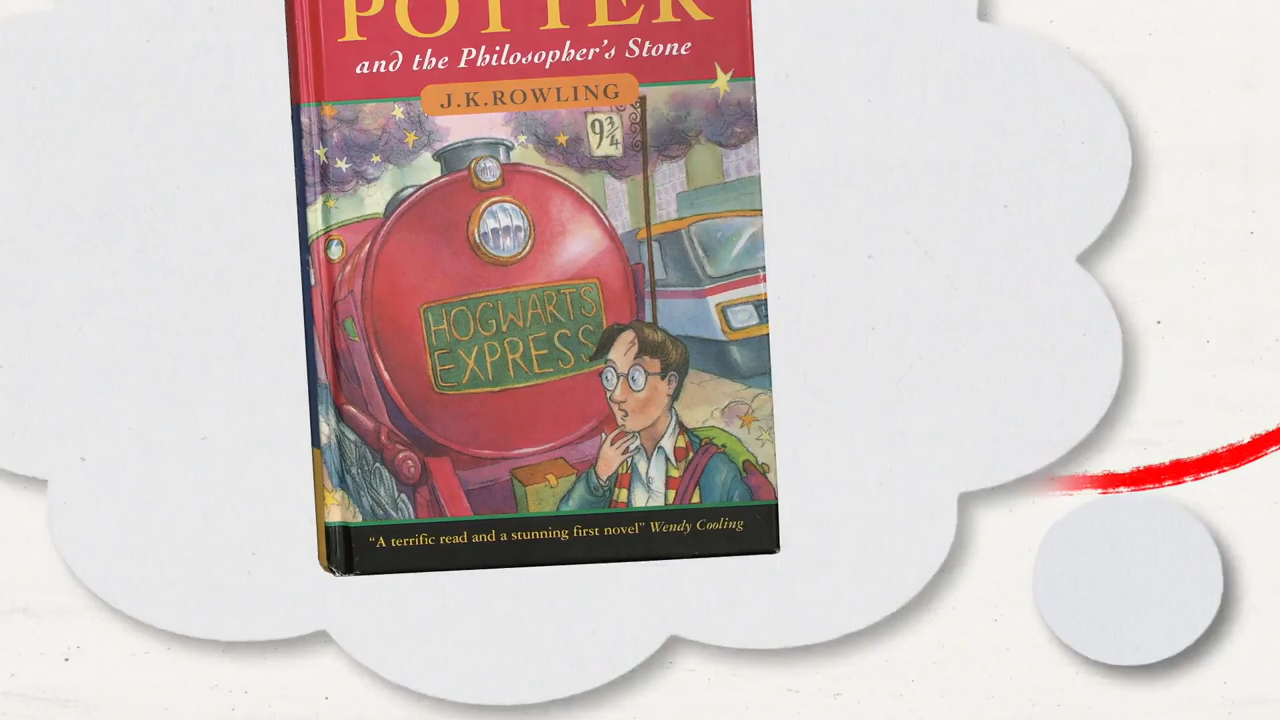 POTTER
and the Philosopher's Stone
J.K.ROWLING
9¾
HOGWARTS
EXPRESS
"A terrific read and a stunning first novel" Wendy Cooling